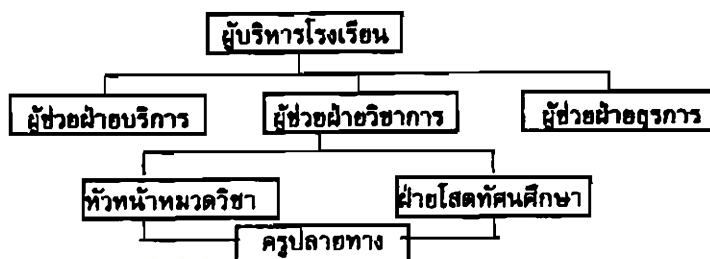 ผู้บริหารโรงเรียน
ผู้ช่วยฝ่ายบริการ
ผู้ช่วยฝ่ายวิชาการ
ผู้ช่วยฝ่ายธุรการ
หัวหน้าหมวดวิชา
ฝ่ายโสตทัศนศึกษา
ครูปลายทาง